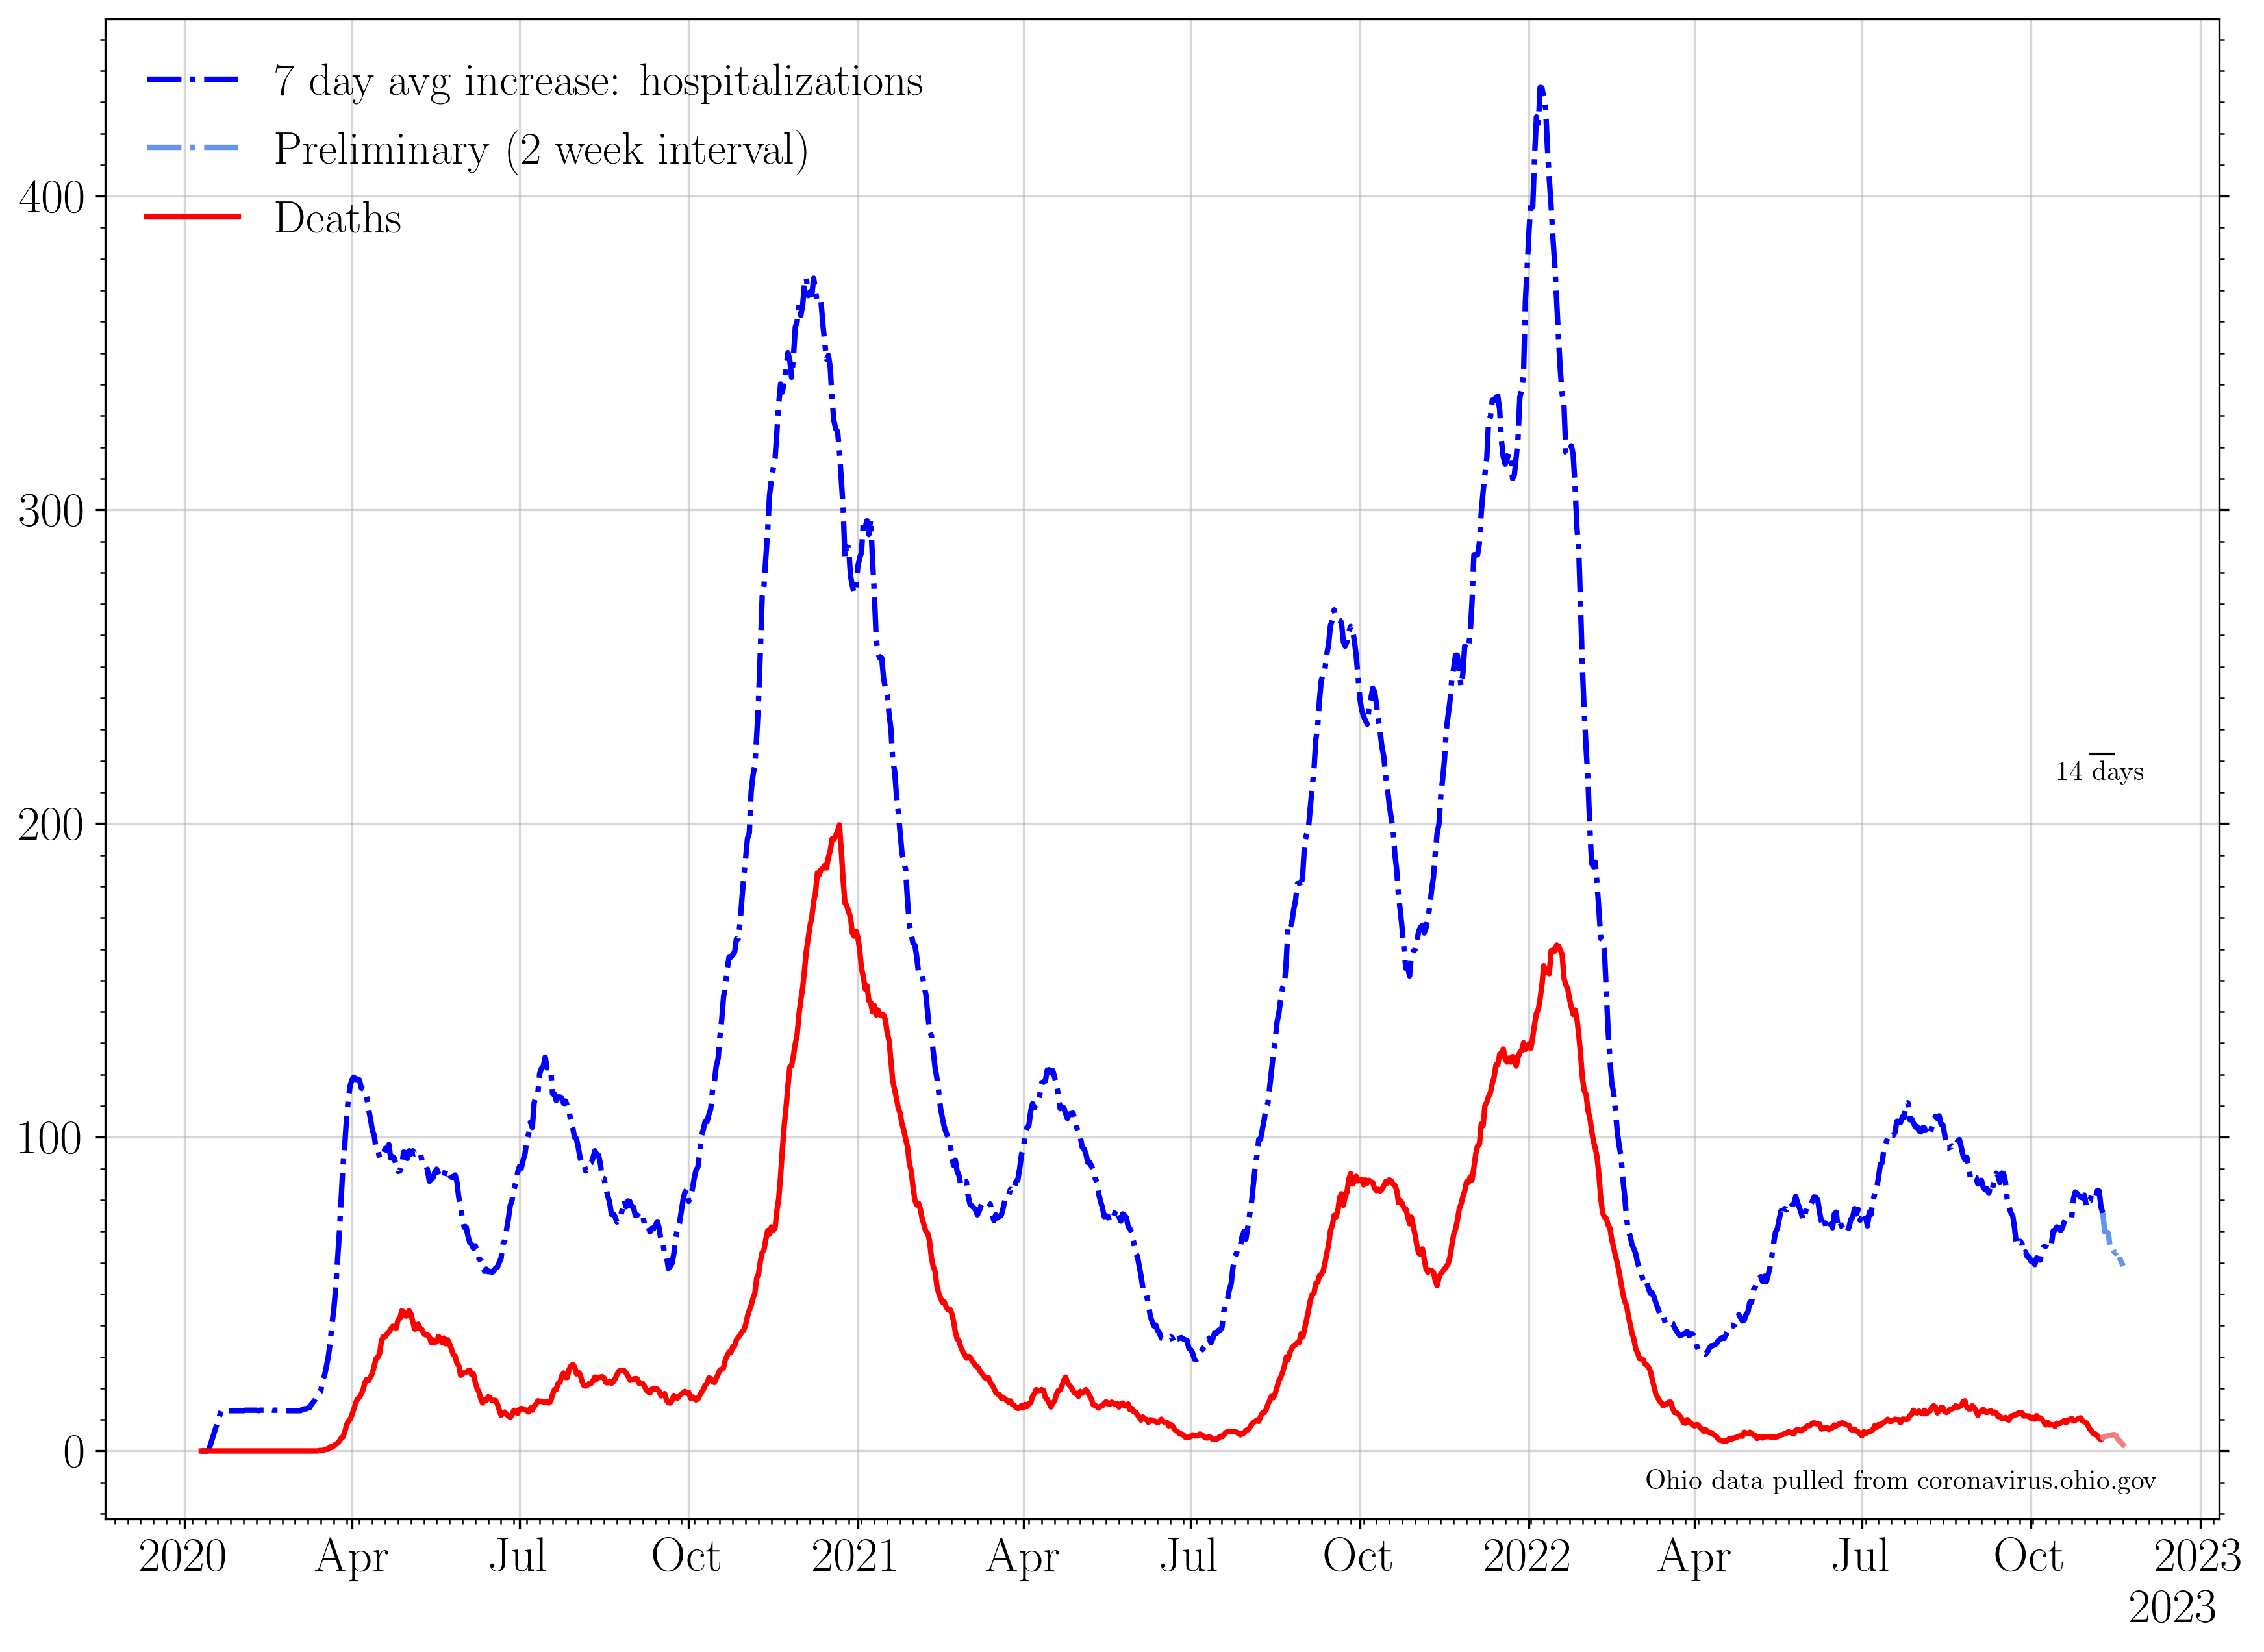 7 day avg increase: hospitalizations
Preliminary (2 week interval)
Deaths
400
300
200
100
0
14 days
Ohio data pulled from coronavirus.ohio.gov
2020 Apr Jul Oct 2021 Apr Jul Oct 2022 Apr Jul Oct 2023
2023